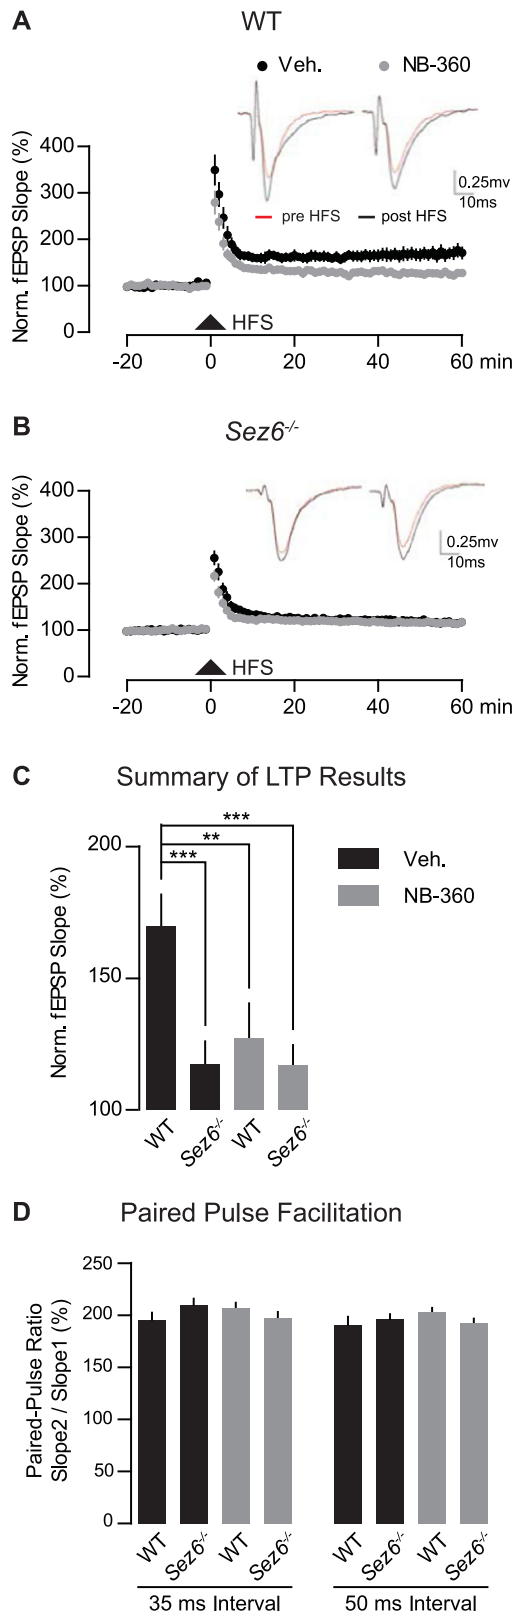 A
WT
Veh.
NB-360
Norm. fEPSP Slope (%)
400
300
200
100
0
0.25mv
10ms
pre HFS
post HFS
HFS
-20
0
20
40
60 min
B
Sez6-/-
Norm. fEPSP Slope (%)
400
300
200
100
0
0.25mv
10ms
HFS
-20
0
20
40
60 min
C
Summary of LTP Results
Norm. fEPSP Slope (%)
200
150
100
***
**
***
Veh.
NB-360
WT
Sez6-/-
WT
Sez6-/-
D
Paired Pulse Facilitation
Paired-Pulse Ratio
Slope2 / Slope1 (%)
250
200
150
100
50
0
WT
Sez6-/-
WT
Sez6-/-
WT
Sez6-/-
WT
Sez6-/-
35 ms Interval
50 ms Interval